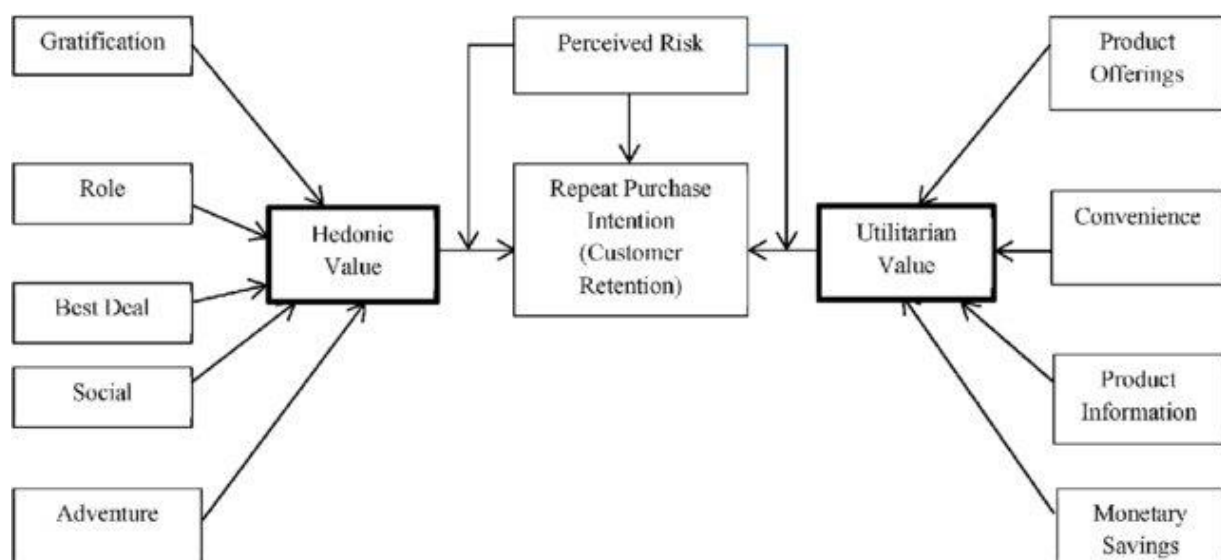 Gratification
Perceived Risk
Product
Offerings
Role
Repeat Purchase
Intention
(Customer
Retention)
Hedonic
Value
Utilitarian
Value
Convenience
Best Deal
Social
Product
Information
Adventure
Monetary
Savings